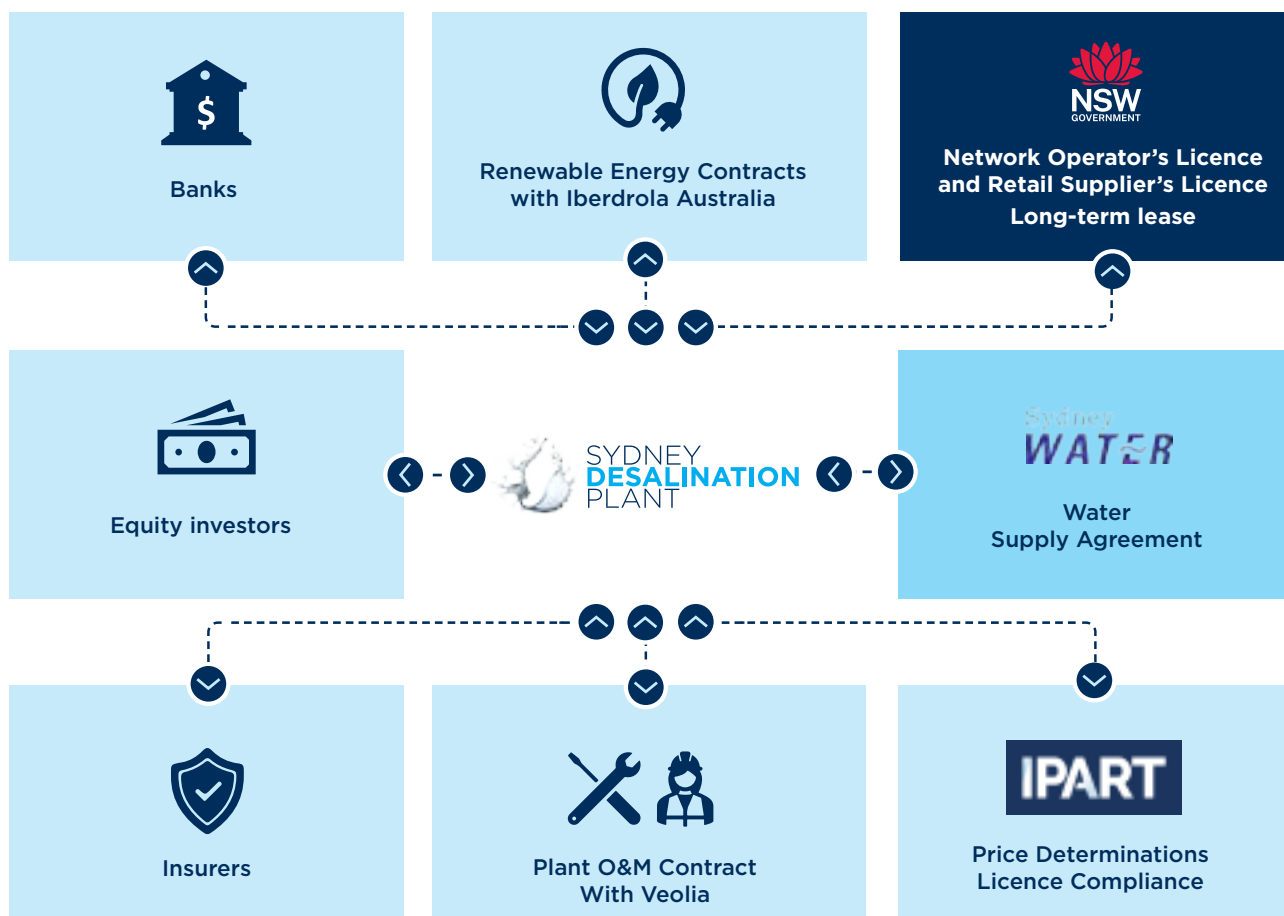 $
Banks
Renewable Energy Contracts
with Iberdrola Australia
NSW
GOVERNMENT
Network Operator’s Licence
and Retail Supplier’s Licence
Long-term lease
Equity investors
SYDNEY
DESALINATION
PLANT
Sydney
WATER
Water
Supply Agreement
Insurers
Plant O&M Contract
With Veolia
IPART
Price Determinations
Licence Compliance